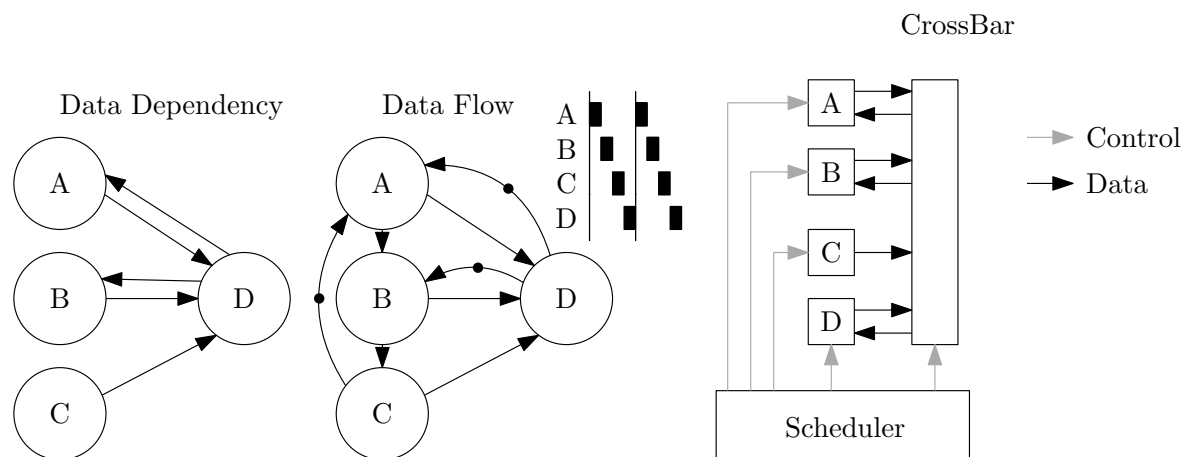 CrossBar
Data Dependency
Data Flow
A
B
C
D
A
B
C
D
A
B
C
D
A
B
C
D
Control
Data
Scheduler